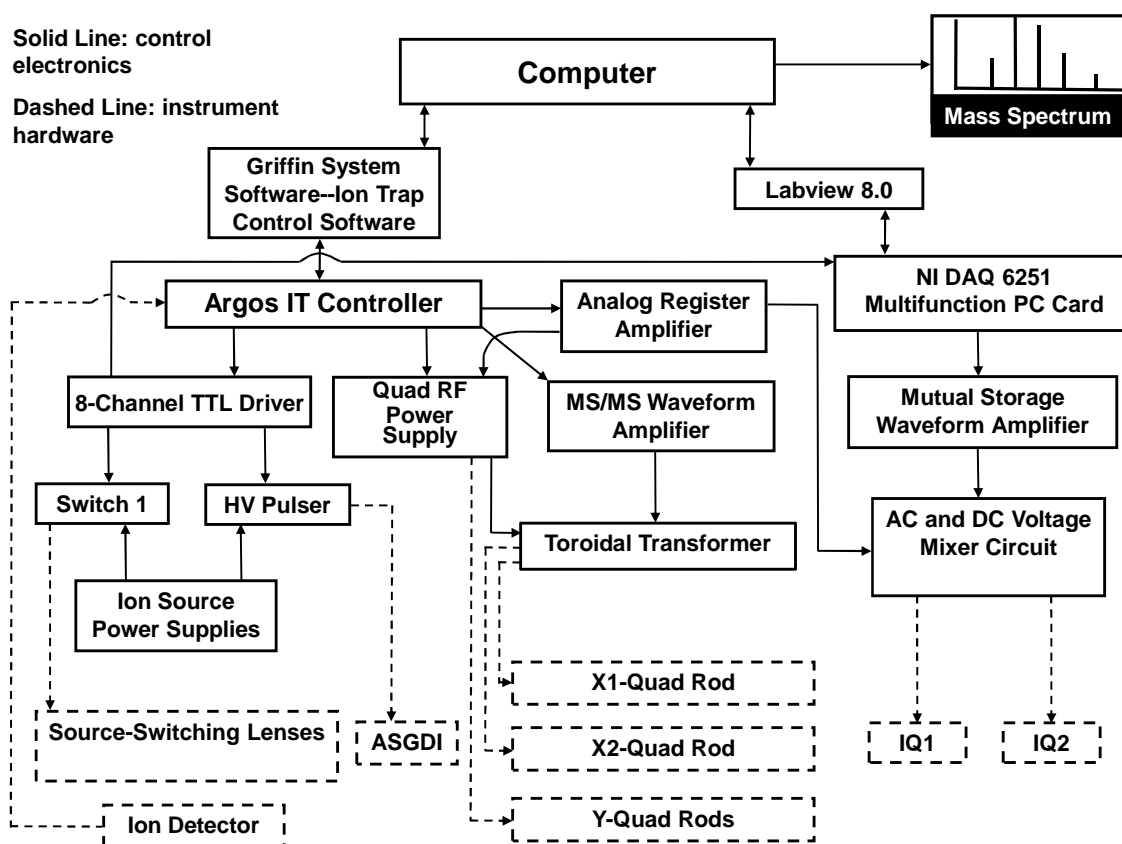 Solid Line: control
electronics
Dashed Line: instrument
hardware
Computer
Mass Spectrum
Griffin System
Software--Ion Trap
Control Software
Labview 8.0
Argos IT Controller
Analog Register
Amplifier
NI DAQ 6251
Multifunction PC Card
8-Channel TTL Driver
Quad RF
Power
Supply
MS/MS Waveform
Amplifier
Mutual Storage
Waveform Amplifier
Switch 1
HV Pulser
Toroidal Transformer
AC and DC Voltage
Mixer Circuit
Ion Source
Power Supplies
X1-Quad Rod
Source-Switching Lenses
ASGDI
X2-Quad Rod
IQ1
IQ2
Ion Detector
Y-Quad Rods